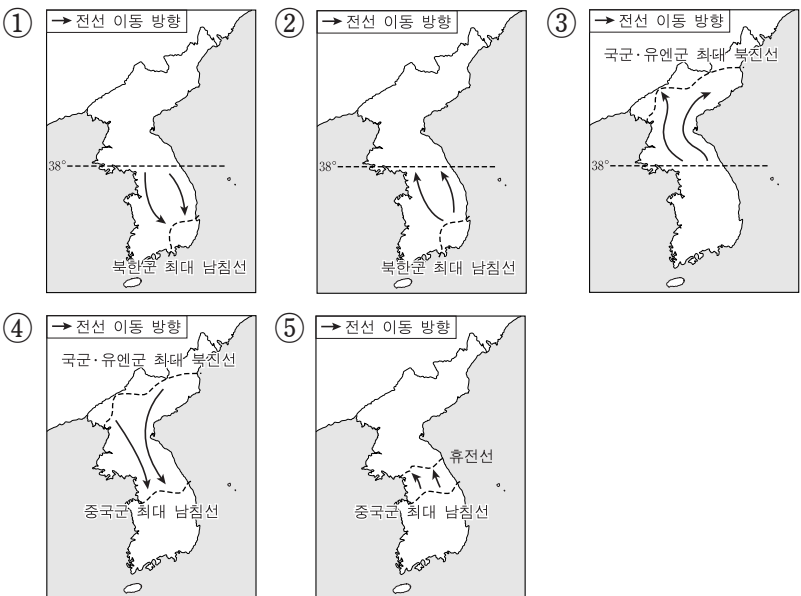 ① → 전선 이동 방향
38°
북한군 최대 남침선
② → 전선 이동 방향
38°
북한군 최대 남침선
③ → 전선 이동 방향
국군·유엔군 최대 북진선
38°
④ → 전선 이동 방향
국군·유엔군 최대 북진선
중국군 최대 남침선
⑤ → 전선 이동 방향
휴전선
중국군 최대 남침선